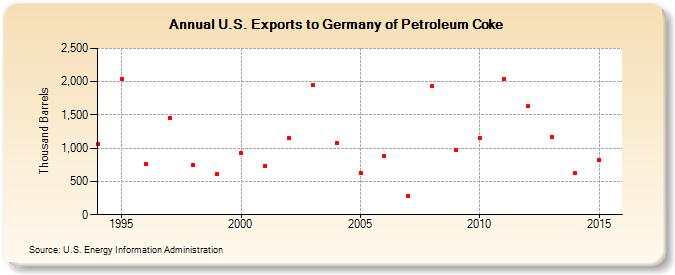 Annual U.S. Exports to Germany of Petroleum Coke
Thousand Barrels
2,500
2,000
1,500
1,000
500
0
1995 2000 2005 2010 2015
Source: U.S. Energy Information Administration